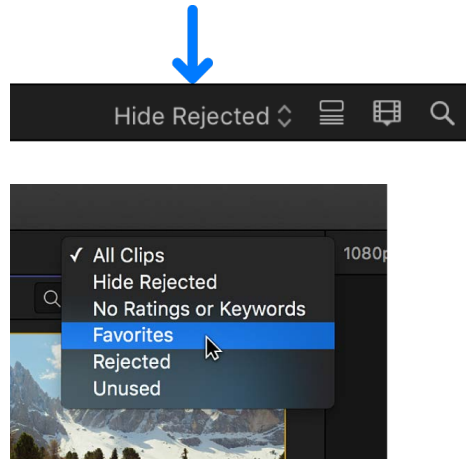 Hide Rejected
✓ All Clips
1080p
Hide Rejected
No Ratings or Keywords
Favorites
Rejected
Unused